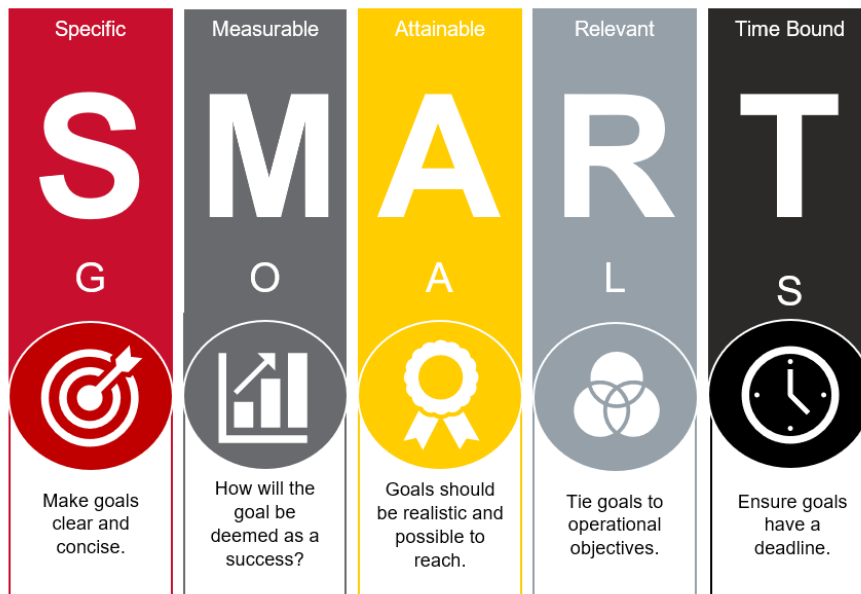 Specific
Measurable
Attainable
Relevant
Time Bound
S
M
A
R
T
G
O
A
L
S
Make goals
clear and
concise.
How will the
goal be
deemed as a
success?
Goals should
be realistic and
possible to
reach.
Tie goals to
operational
objectives.
Ensure goals
have a
deadline.